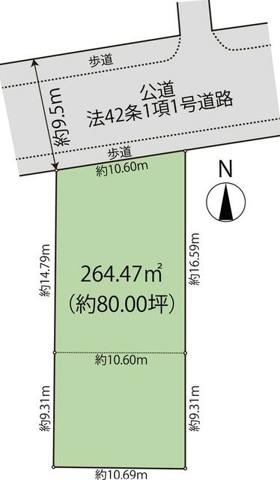 歩道
公道
法42条1項1号道路
約9.5m
歩道
約10.60m
N
約14.79m
約16.59m
264.47㎡
（約80.00坪）
約10.60m
約9.31m
約9.31m
約10.69m